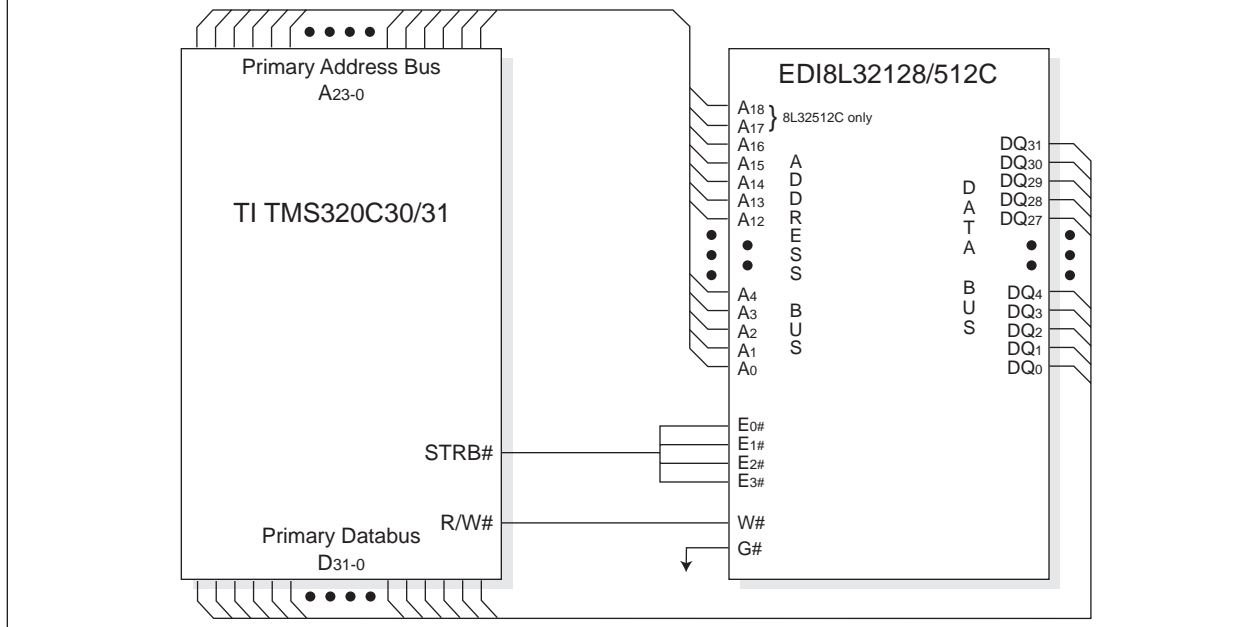 Primary Address Bus
A23-0
TI TMS320C30/31
STRB#
R/W#
Primary Databus
D31-0
EDI8L32128/512C
A18
A17
} 8L32512C only
A16
A15
A14
A13
A12
A4
A3
A2
A1
A0
ADDRESS BUS
E0#
E1#
E2#
E3#
W#
G#
DATA BUS
DQ31
DQ30
DQ29
DQ28
DQ27
DQ4
DQ3
DQ2
DQ1
DQ0